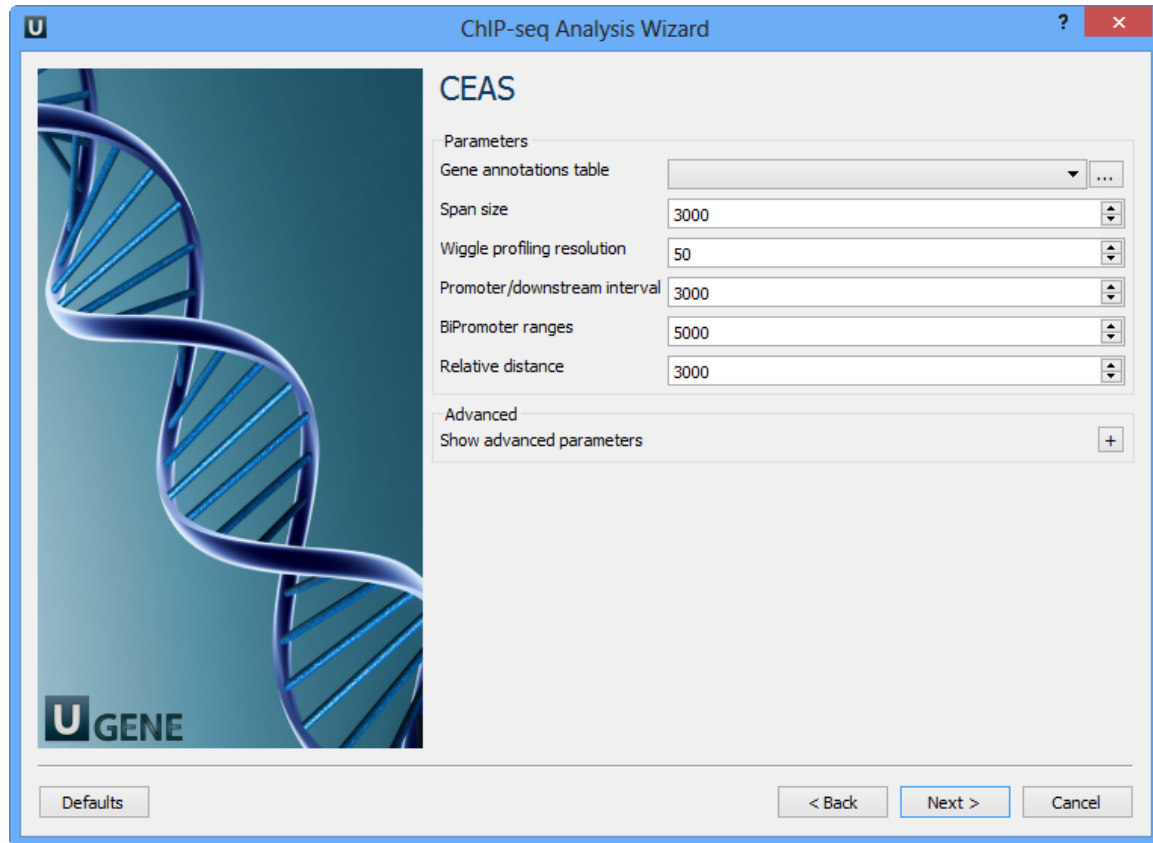 U
ChIP-seq Analysis Wizard
?
CEAS
Parameters
Gene annotations table
...
Span size
3000
Wiggle profiling resolution
50
Promoter/downstream interval
3000
BiPromoter ranges
5000
Relative distance
3000
Advanced
Show advanced parameters
+
U GENE
Defaults
< Back
Next >
Cancel